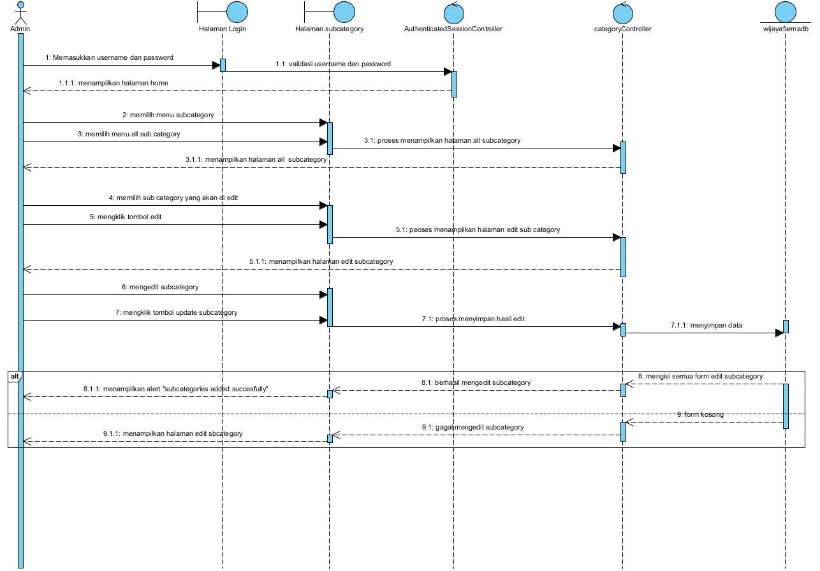 Admin
Halaman Login
Halaman subcategory
AuthenticatedSessionController
categoryController
wijayafarmadb
1: Memasukkan username dan password
1.1: validasi username dan password
1.1.1: menampilkan halaman home
2: memilih menu subcategory
3: memilih menu all sub category
3.1: proses menampilkan halaman all subcategory
3.1.1: menampilkan halaman all subcategory
4: memilih sub category yang akan di edit
5: mengklik tombol edit
5.1: peoses menampilkan halaman edit sub category
5.1.1: menampilkan halaman edit subcategory
6: mengedit subcategory
7: mengklik tombol update subcategory
7.1: proses menyimpan hasil edit
7.1.1: menyimpan data
alt
8: mengisi semua form edit subcategory
8.1: berhasil mengedit subcategory
8.1.1: menampilkan alert "subcategories added succesfully"
9: form kosong
9.1: gagal mengedit subcategory
9.1.1: menampilkan halaman edit sbcategory